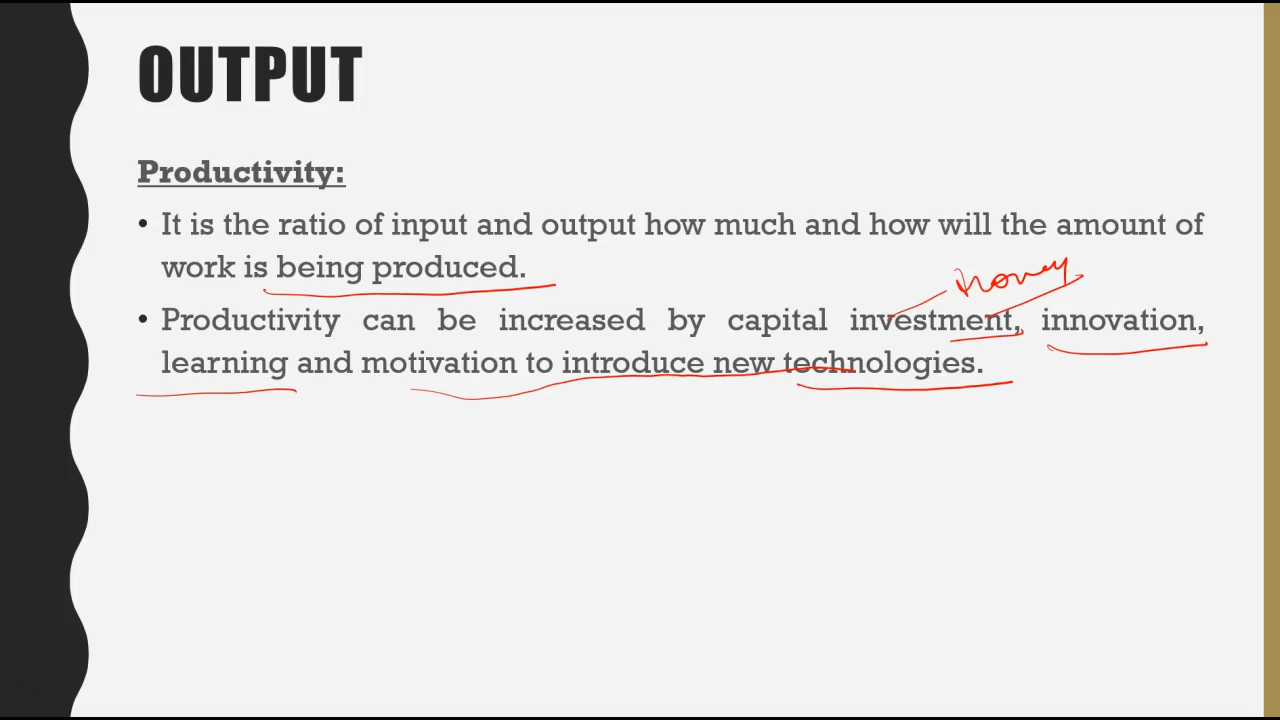 OUTPUT
Productivity:
• It is the ratio of input and output how much and how will the amount of
work is being produced.
money
• Productivity can be increased by capital investment, innovation,
learning and motivation to introduce new technologies.